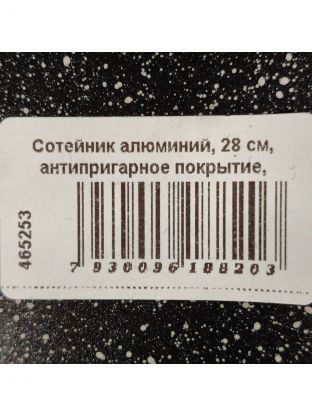 Сотейник алюминий, 28 см,
антипригарное покрытие,
465253
7 930096 188203